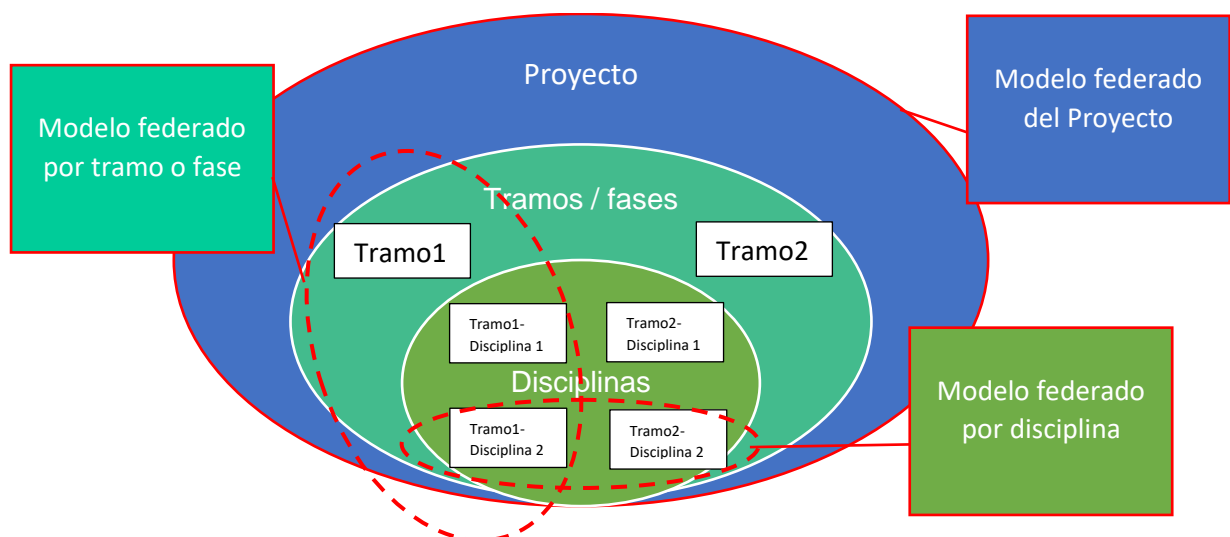 Proyecto
Modelo federado
del Proyecto
Modelo federado
por tramo o fase
Tramos / fases
Tramo1
Tramo2
Tramo1-
Disciplina 1
Tramo2-
Disciplina 1
Disciplinas
Modelo federado
por disciplina
Tramo1-
Disciplina 2
Tramo2-
Disciplina 2